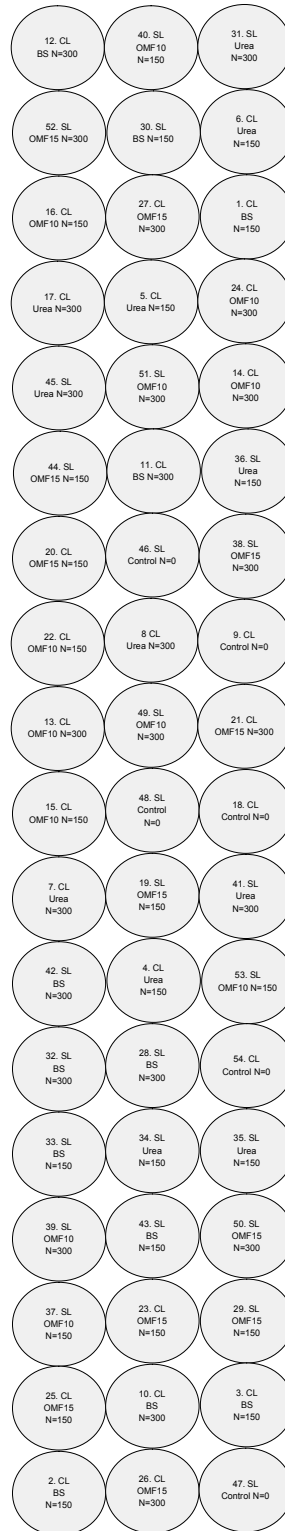 12. CL
BS N=300
40. SL
OMF10
N=150
31. SL
Urea
N=300
52. SL
OMF15 N=300
30. SL
BS N=150
6. CL
Urea
N=150
16. CL
OMF10 N=150
27. CL
OMF15
N=300
1. CL
BS
N=150
17. CL
Urea N=300
5. CL
Urea N=150
24. CL
OMF10
N=300
45. SL
Urea N=300
51. SL
OMF10
N=300
14. CL
OMF10
N=300
44. SL
OMF15 N=150
11. CL
BS N=300
36. SL
Urea
N=150
20. CL
OMF15 N=150
46. SL
Control N=0
38. SL
OMF15
N=300
22. CL
OMF10 N=150
8 CL
Urea N=300
9. CL
Control N=0
13. CL
OMF10 N=300
49. SL
OMF10
N=300
21. CL
OMF15 N=300
15. CL
OMF10 N=150
48. SL
Control
N=0
18. CL
Control N=0
7. CL
Urea
N=300
19. SL
OMF15
N=150
41. SL
Urea
N=300
42. SL
BS
N=300
4. CL
Urea
N=150
53. SL
OMF10 N=150
32. SL
BS
N=300
28. SL
BS
N=300
54. CL
Control N=0
33. SL
BS
N=150
34. SL
Urea
N=150
35. SL
Urea
N=150
39. SL
OMF10
N=300
43. SL
BS
N=150
50. SL
OMF15
N=300
37. SL
OMF10
N=150
23. CL
OMF15
N=150
29. SL
OMF15
N=150
25. CL
OMF15
N=150
10. CL
BS
N=300
3. CL
BS
N=150
2. CL
BS
N=150
26. CL
OMF15
N=300
47. SL
Control N=0